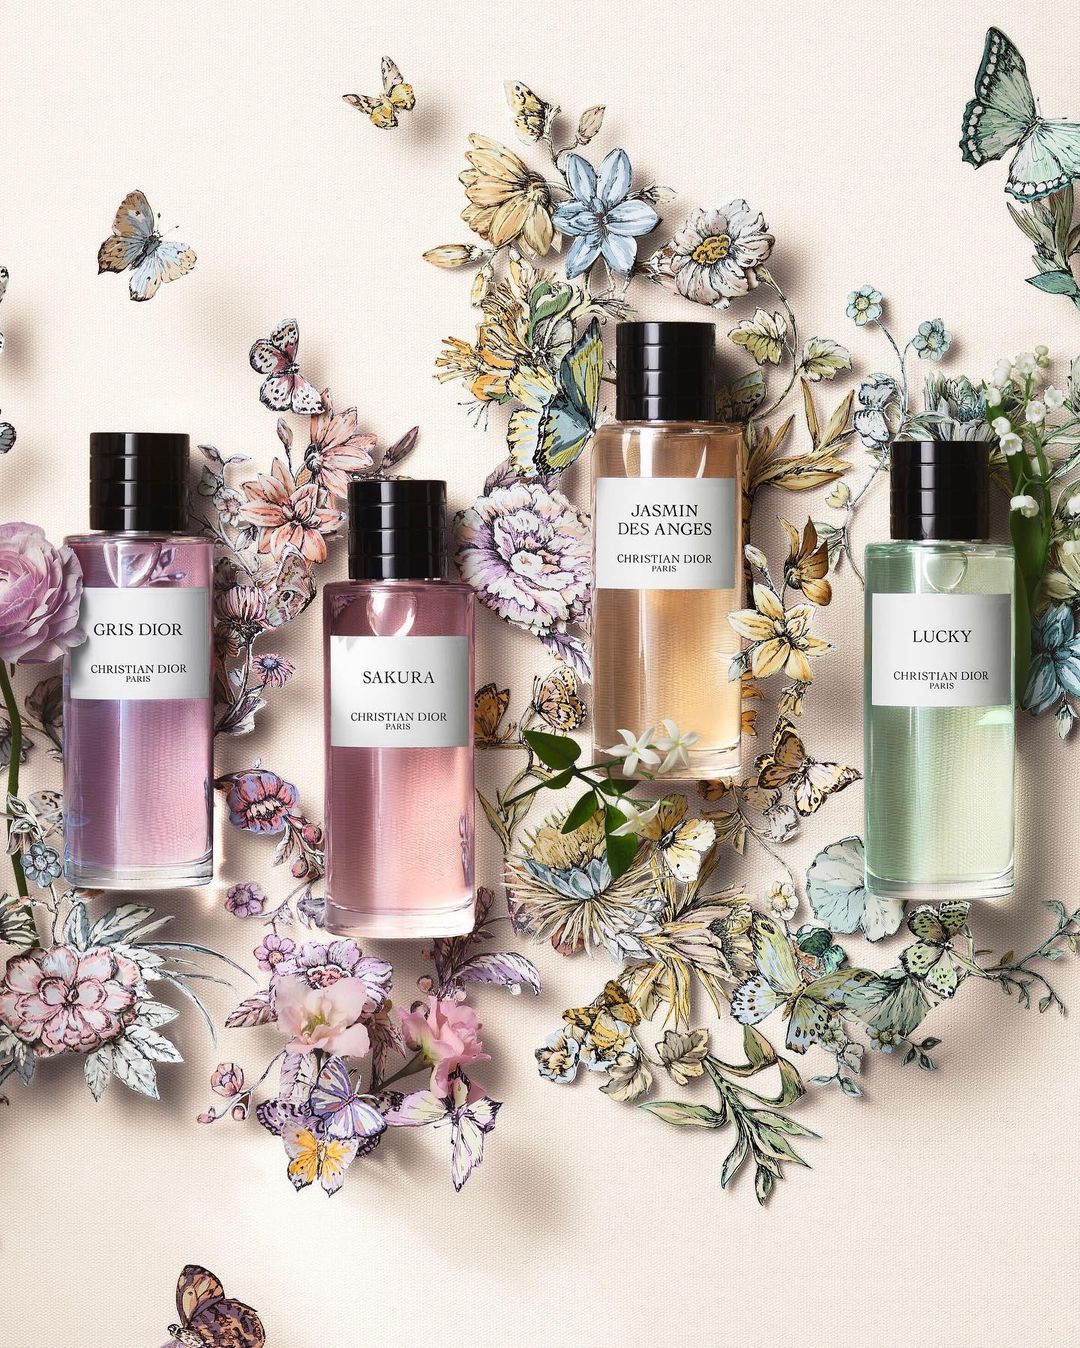 GRIS DIOR
CHRISTIAN DIOR
PARIS
SAKURA
CHRISTIAN DIOR
PARIS
JASMIN
DES ANGES
CHRISTIAN DIOR
PARIS
LUCKY
CHRISTIAN DIOR
PARIS